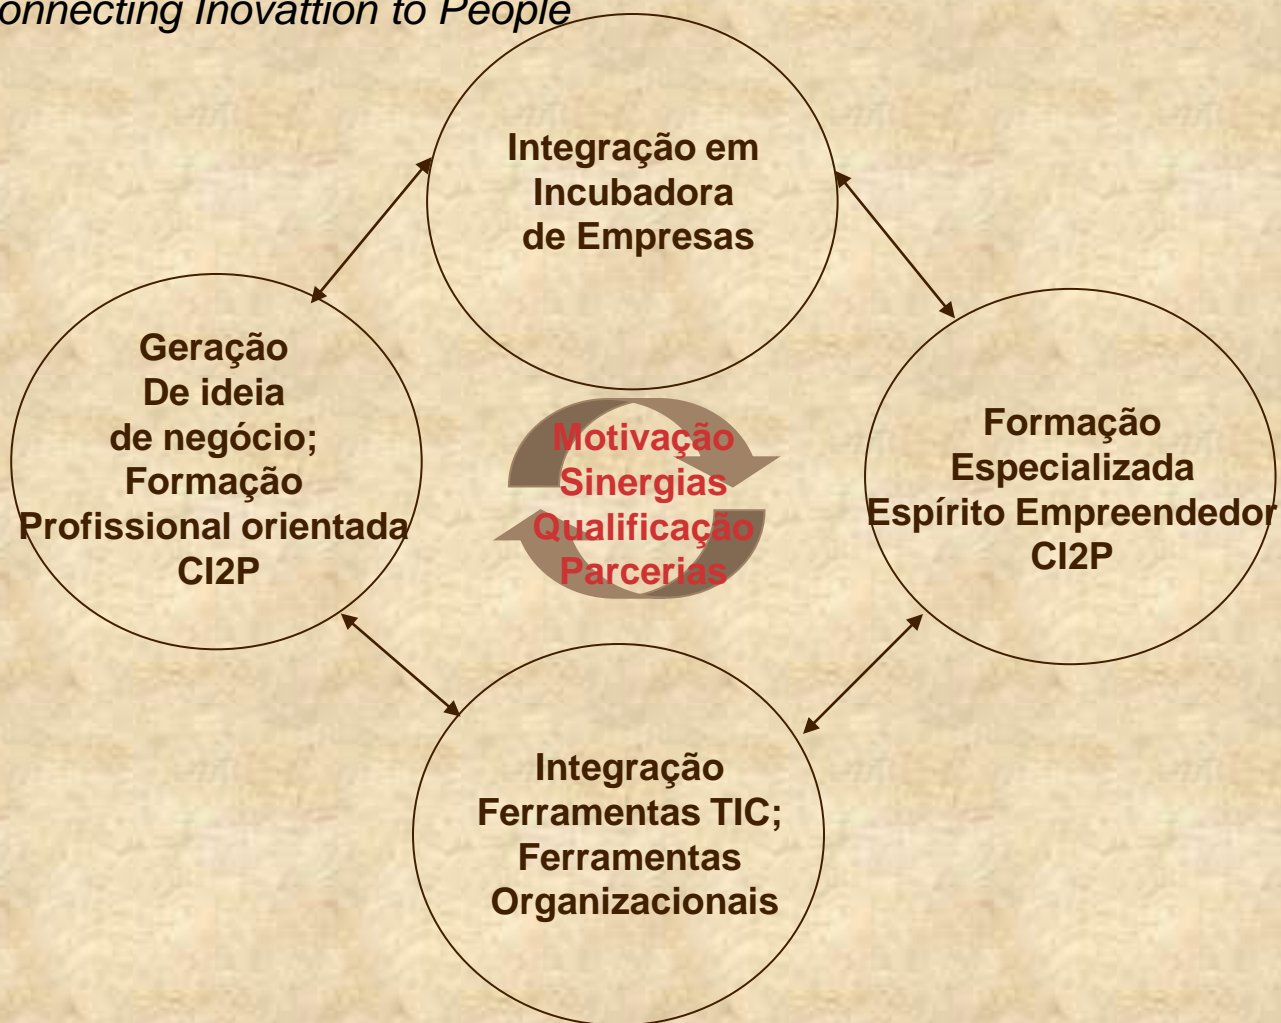 onnecting Inovattion to People
Integração em
Incubadora
de Empresas
Geração
De ideia
de negócio;
Formação
Profissional orientada
CI2P
Motivação
Sinergias
Qualificação
Parcerias
Formação
Especializada
Espírito Empreendedor
CI2P
Integração
Ferramentas TIC;
Ferramentas
Organizacionais